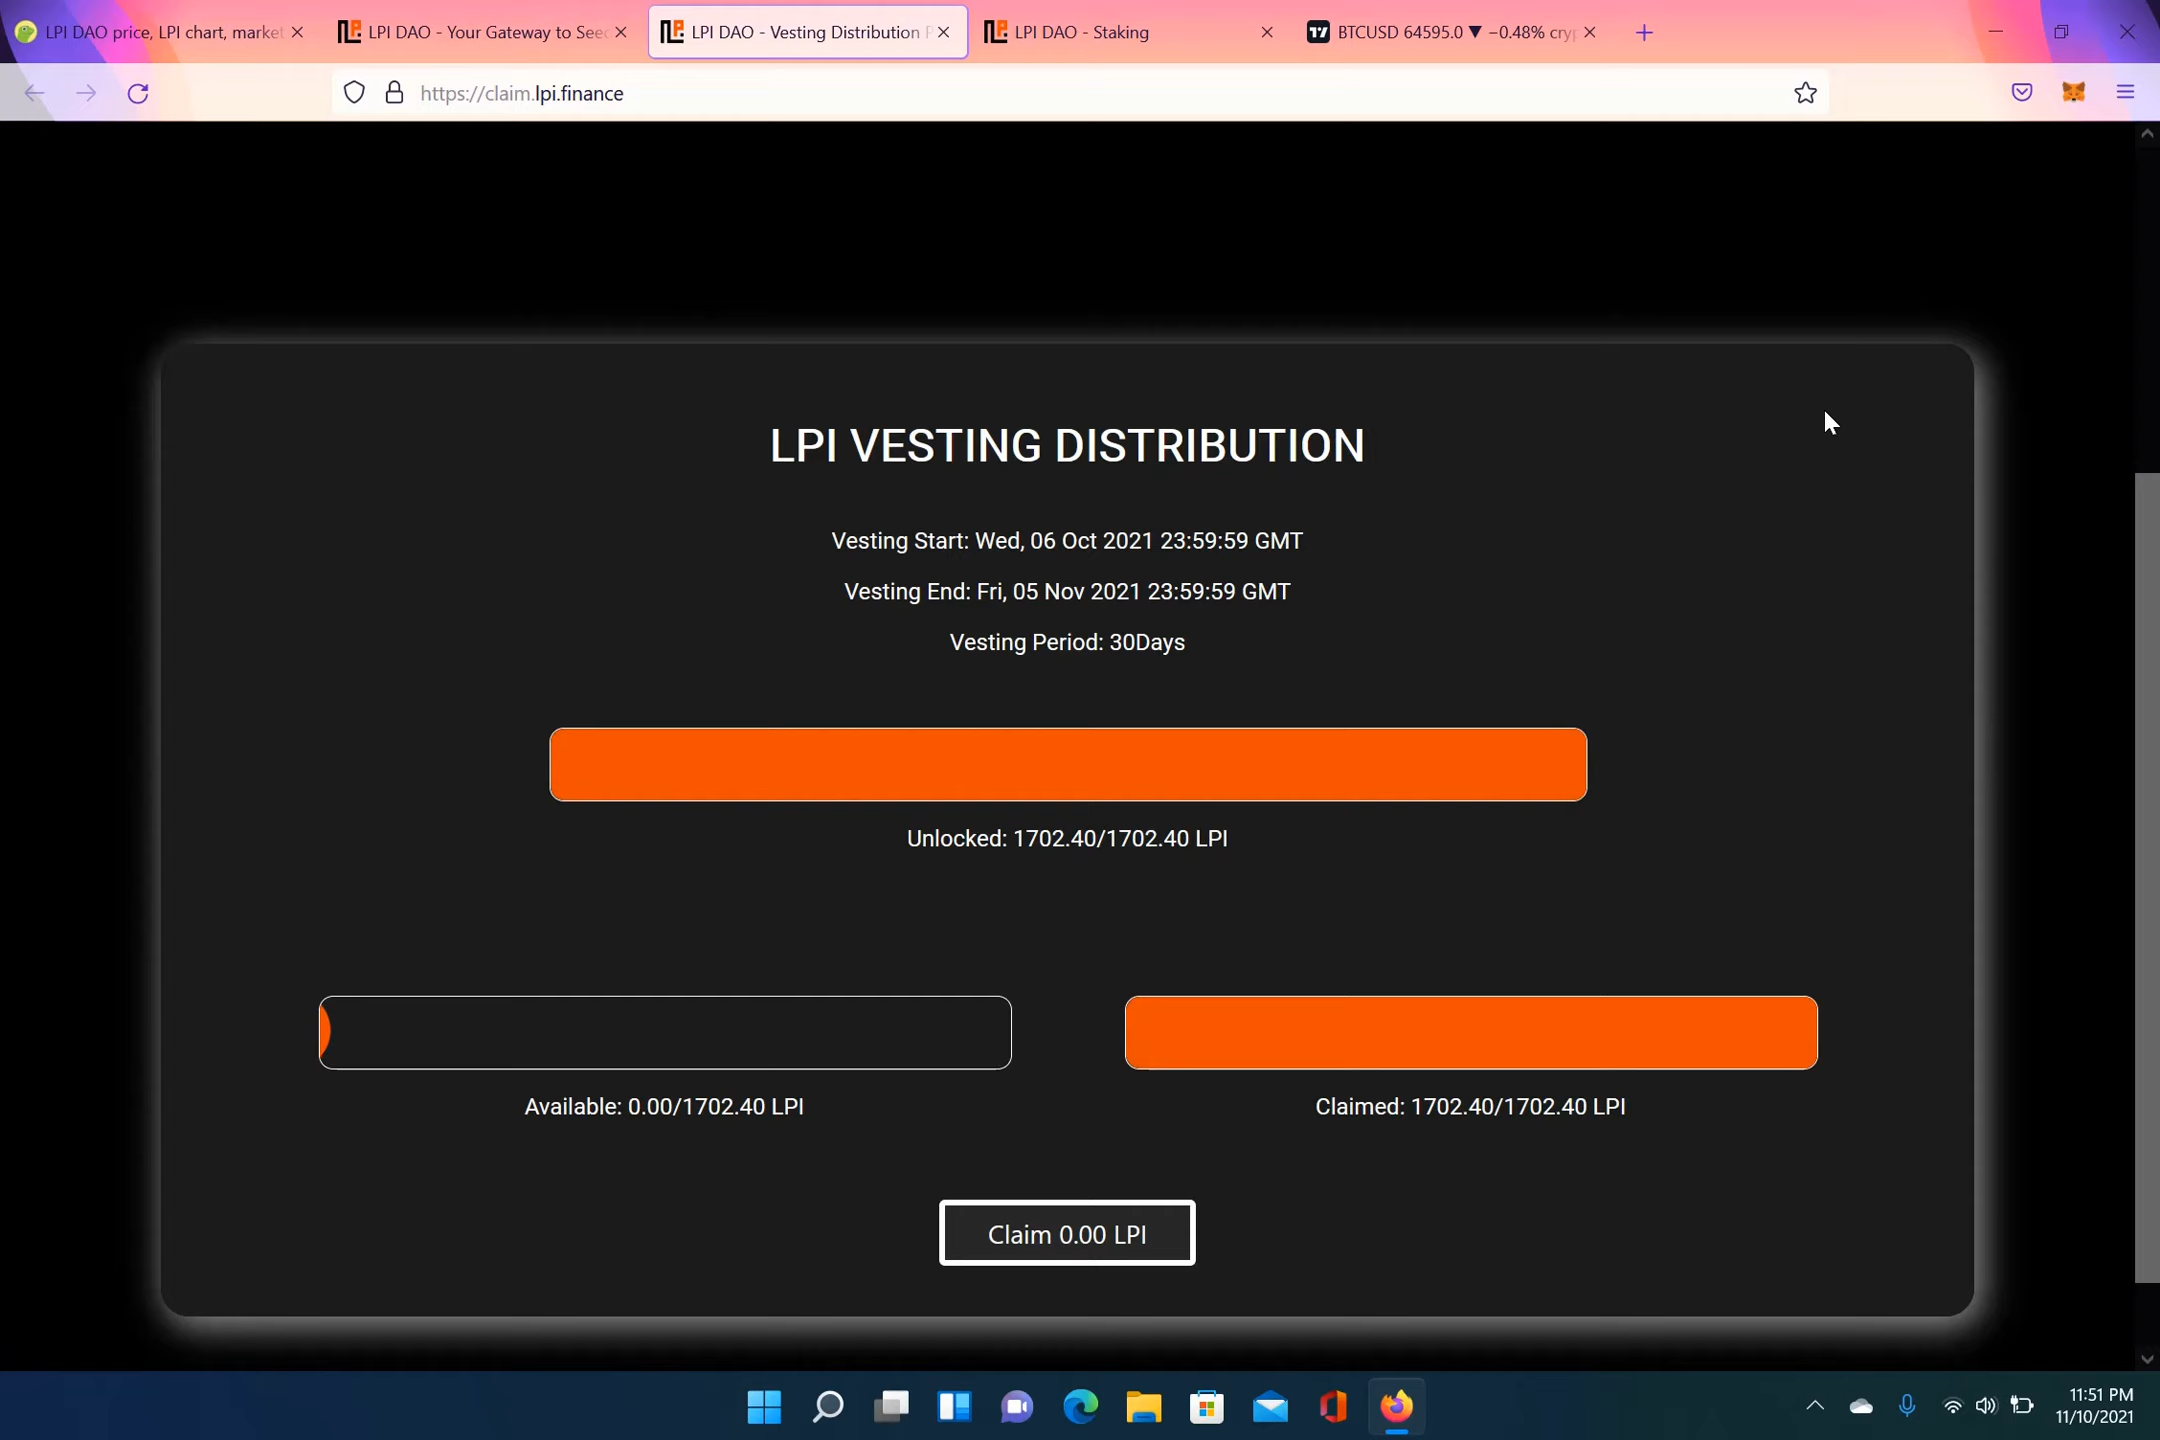 LPI DAO price, LPI chart, market
LPI DAO - Your Gateway to Seed
LPI DAO - Vesting Distribution P
LPI DAO - Staking
BTCUSD 64595.0 ▼ −0.48% cryp
https://claim.lpi.finance
LPI VESTING DISTRIBUTION
Vesting Start: Wed, 06 Oct 2021 23:59:59 GMT
Vesting End: Fri, 05 Nov 2021 23:59:59 GMT
Vesting Period: 30Days
Unlocked: 1702.40/1702.40 LPI
Available: 0.00/1702.40 LPI
Claimed: 1702.40/1702.40 LPI
Claim 0.00 LPI
11:51 PM
11/10/2021